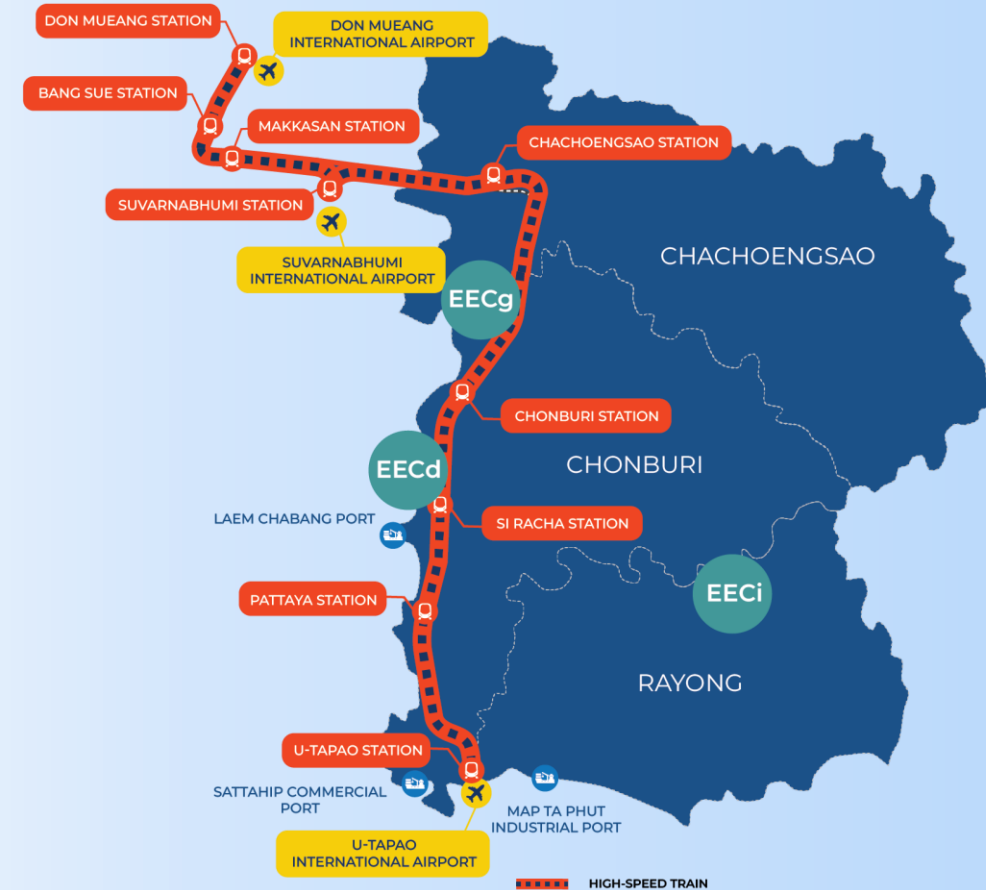 DON MUEANG STATION
DON MUEANG
INTERNATIONAL AIRPORT
BANG SUE STATION
MAKKASAN STATION
CHACHOENGSAO STATION
SUVARNABHUMI STATION
SUVARNABHUMI
INTERNATIONAL AIRPORT
CHACHOENGSAO
EECg
CHONBURI STATION
EECd
CHONBURI
LAEM CHABANG PORT
SI RACHA STATION
EECi
PATTAYA STATION
RAYONG
U-TAPAO STATION
SATTAHIP COMMERCIAL
PORT
MAP TA PHUT
INDUSTRIAL PORT
U-TAPAO
INTERNATIONAL AIRPORT
HIGH-SPEED TRAIN